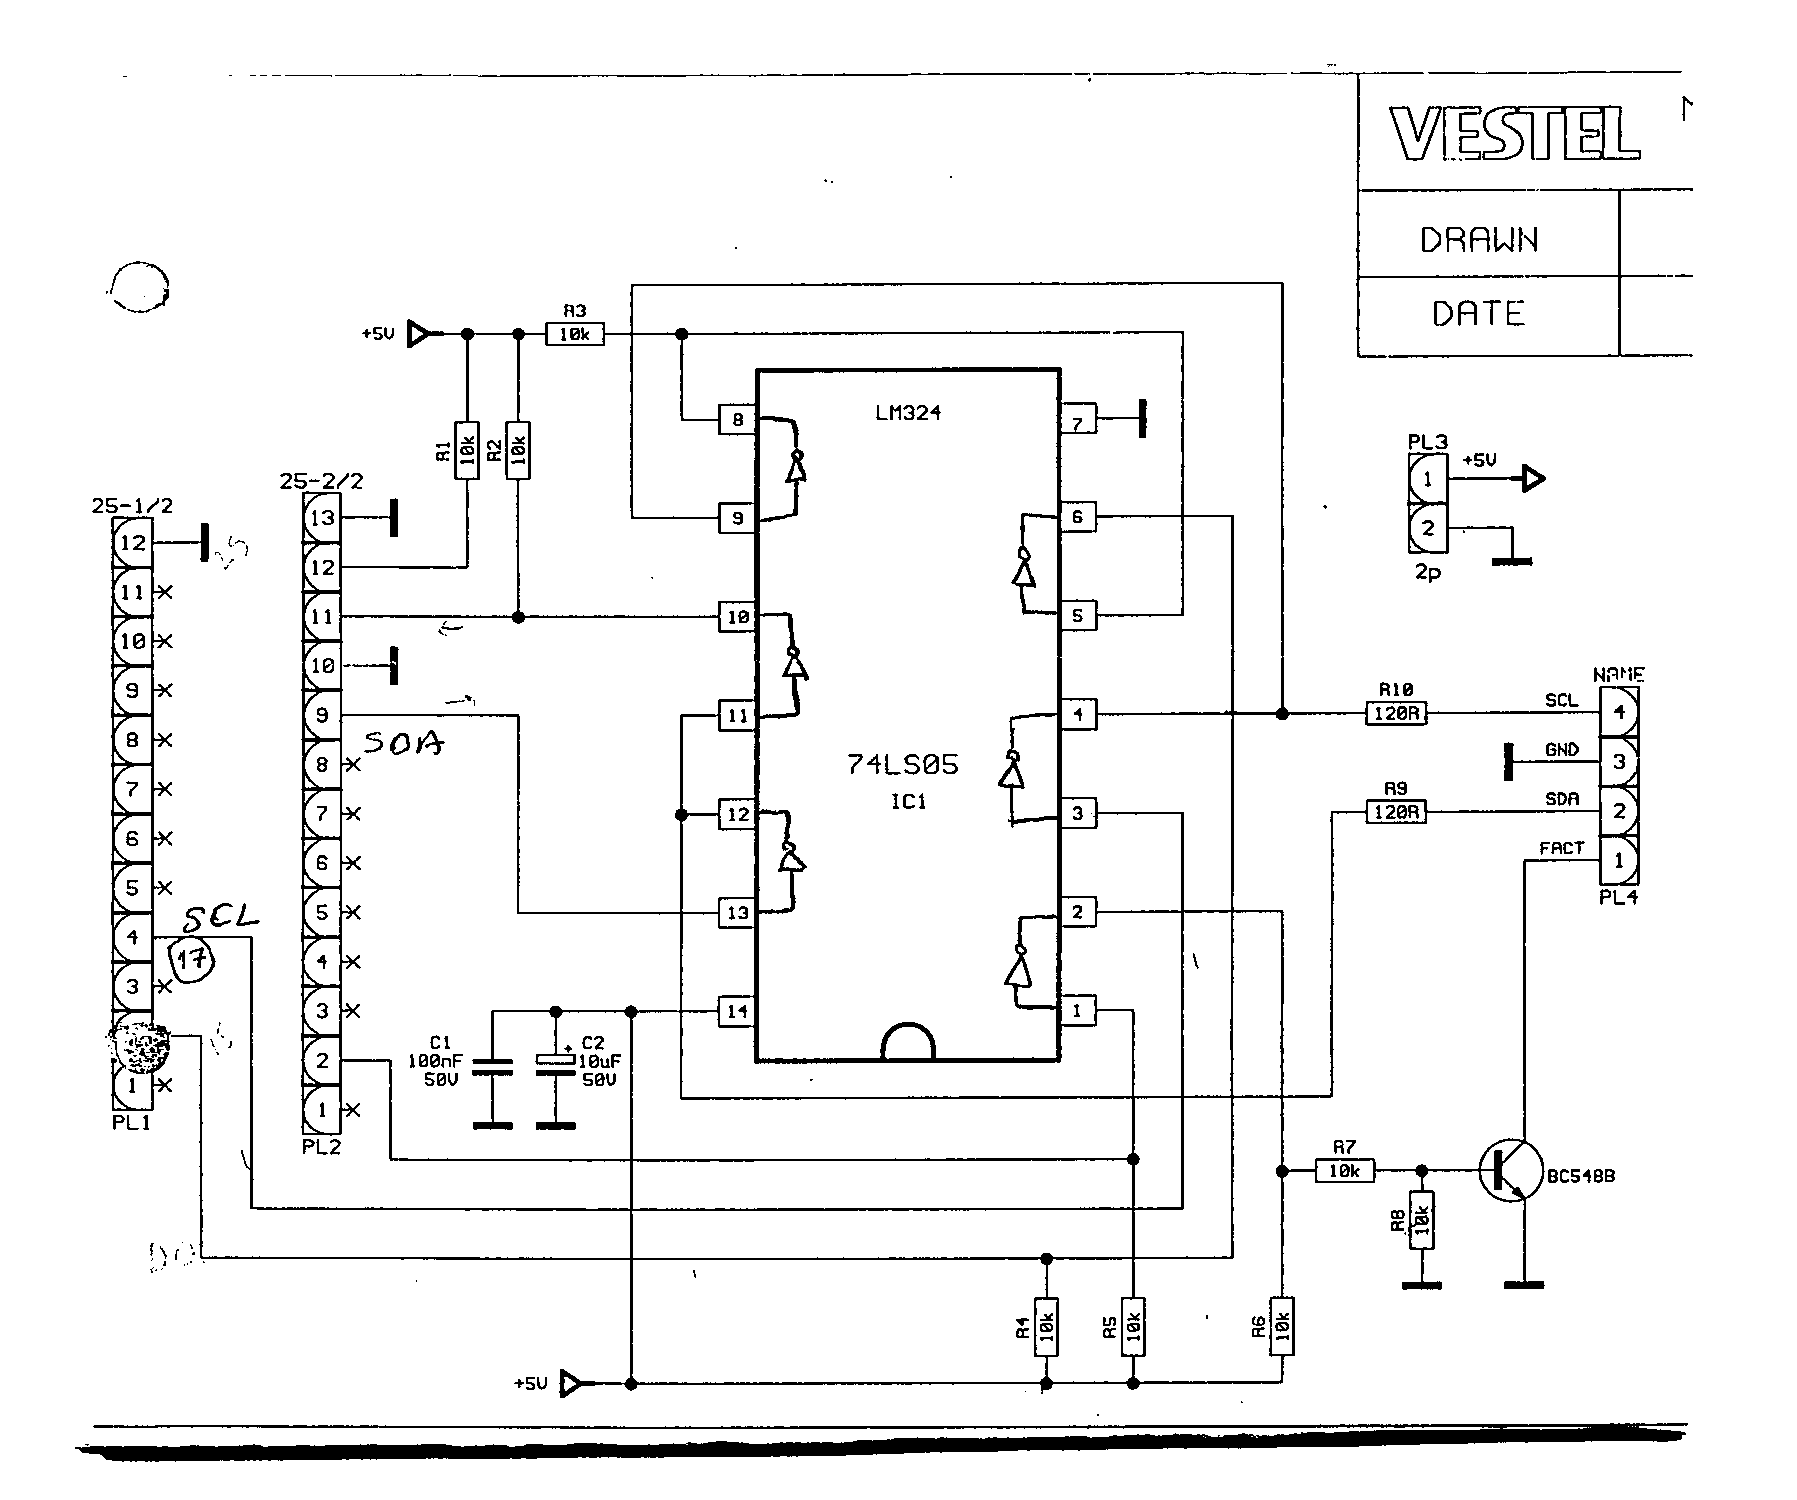 VESTEL
DRAWN
DATE
+5V
R3
10k
R1
10k
R2
10k
LM324
74LS05
IC1
8
9
10
11
12
13
14
7
6
5
4
3
2
1
25-1/2
12
11
10
9
8
7
6
5
4
3
1
PL1
SCL
17
25-2/2
13
12
11
10
9
8
7
6
5
4
3
2
1
PL2
SDA
C1
100nF
50V
+
C2
10uF
50V
PL3
1
2
+5V
2p
NAME
4
3
2
1
PL4
R10
120R
SCL
GND
R9
120R
SDA
FACT
R7
10k
R8
10k
BC548B
R4
10k
R5
10k
R6
10k
+5V